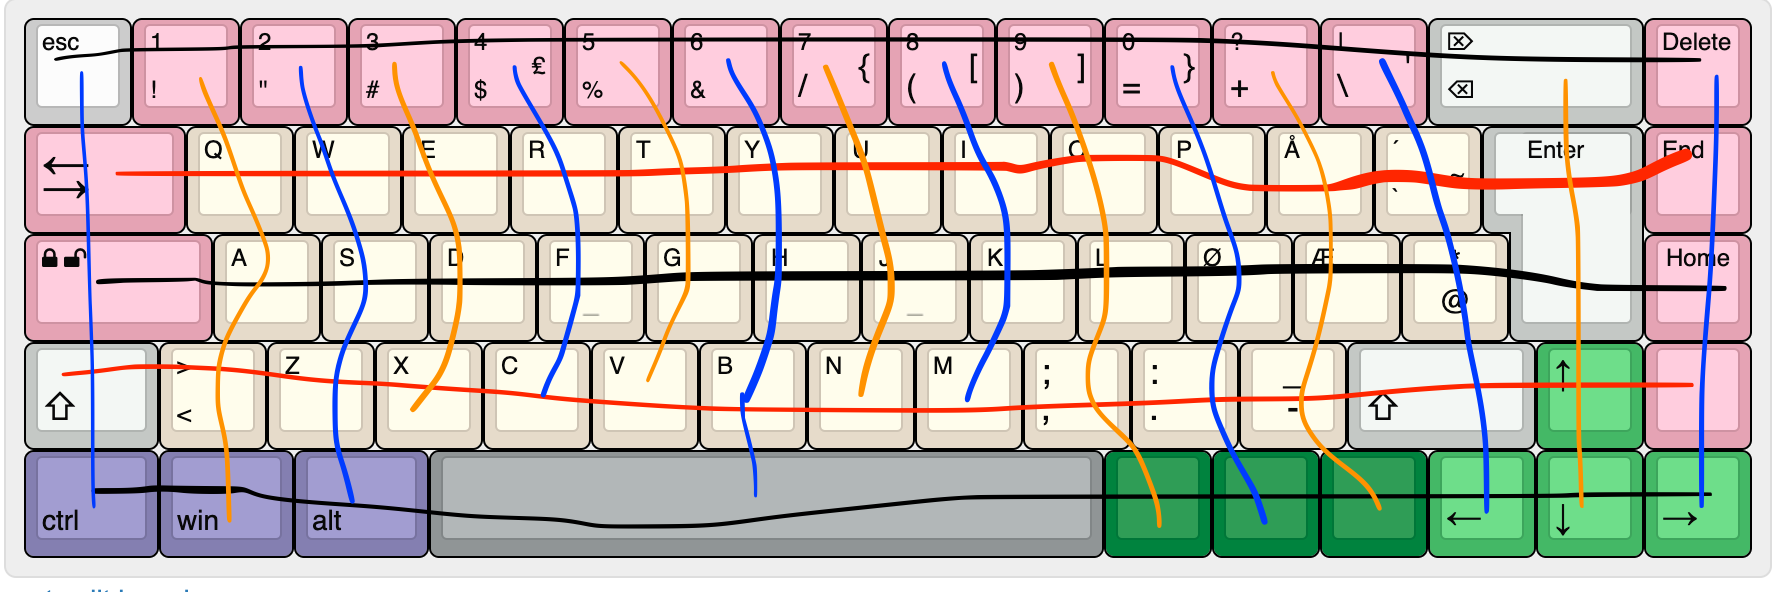 esc 1 2 3 4 £ 5 6 7 { 8 [ 9 ] 0 } ? | ⌦ Delete
! " # $ % & / ( ) = + \ ⌫
← Q W E R T Y U I O P Å ´ Enter End
→ ` ~
🔒 🔓 A S D F G H J K L Ø Æ * Home
_ _ @
> Z X C V B N M ; : _ ↑
⇧ < , . - ⇧
ctrl win alt ← ↓ →